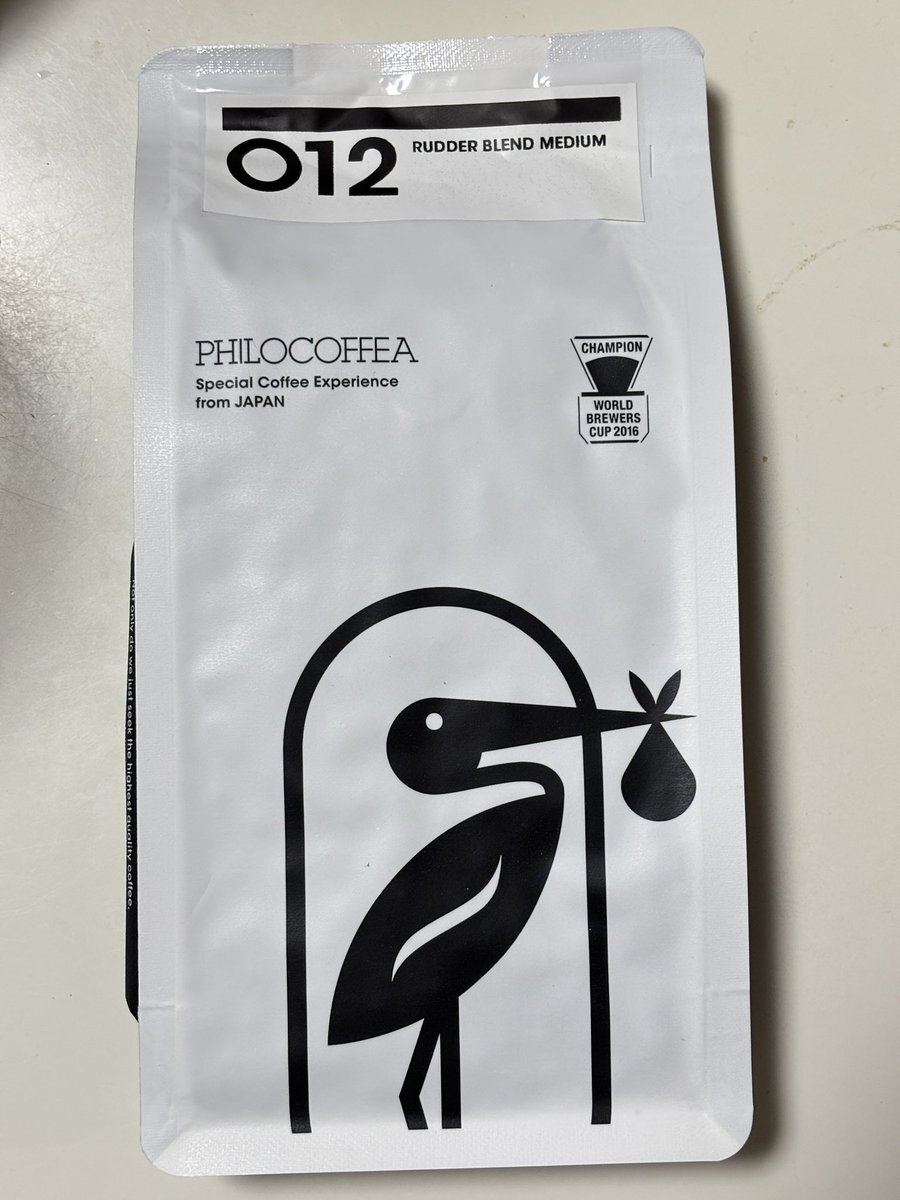 012 RUDDER BLEND MEDIUM
PHILOCOFFEA
Special Coffee Experience
from JAPAN
CHAMPION
WORLD
BREWERS
CUP 2016
Not only do we just seek the highest quality coffee.